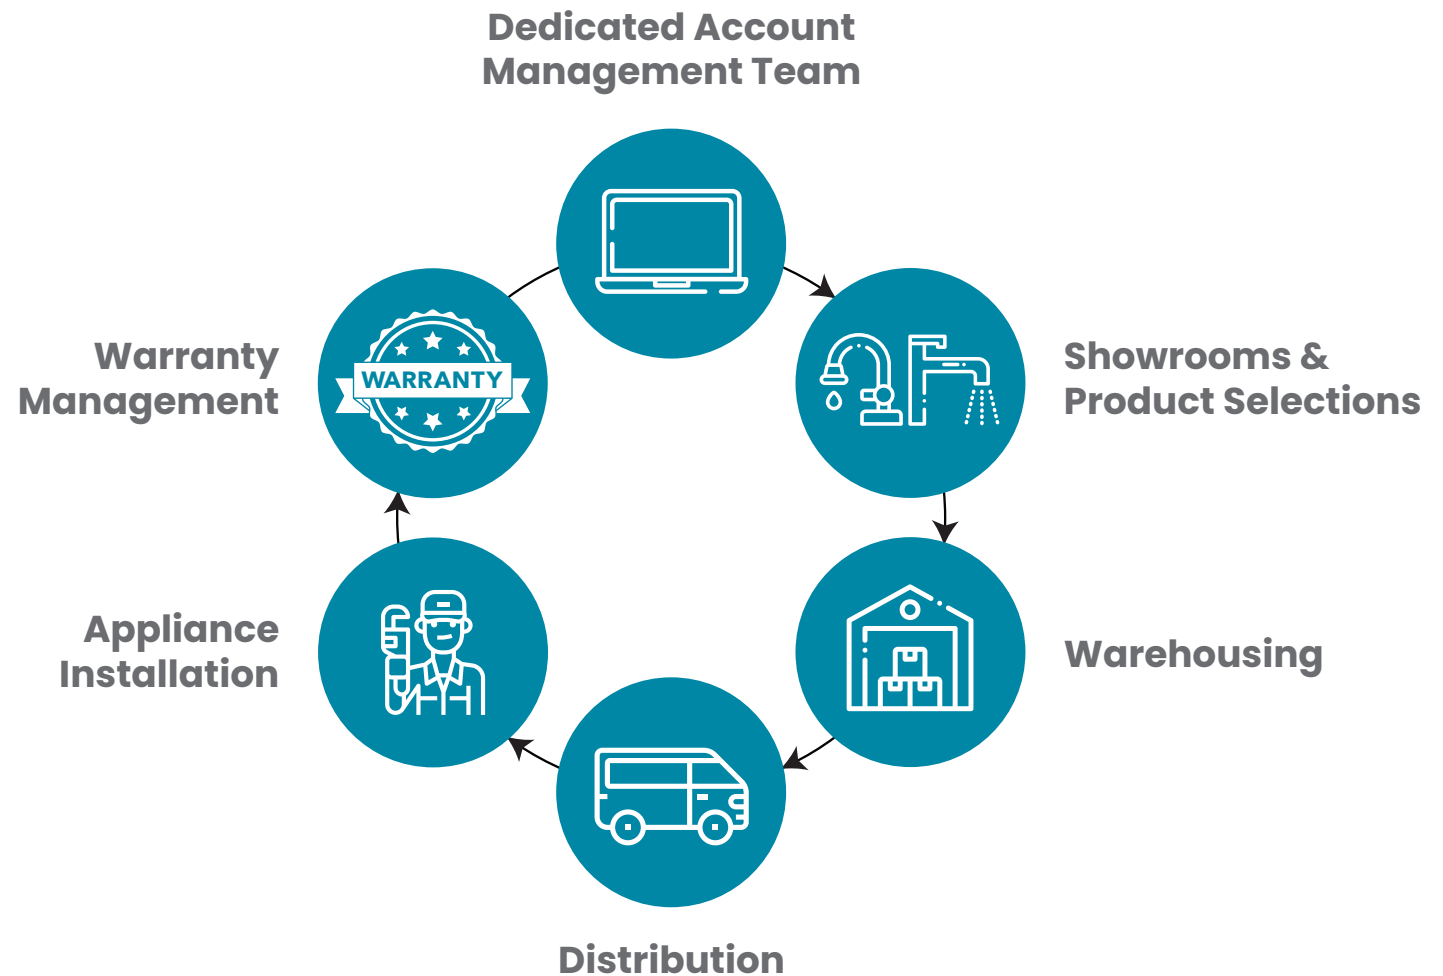 Dedicated Account
Management Team
Showrooms &
Product Selections
Warehousing
Distribution
Appliance
Installation
Warranty
Management
WARRANTY